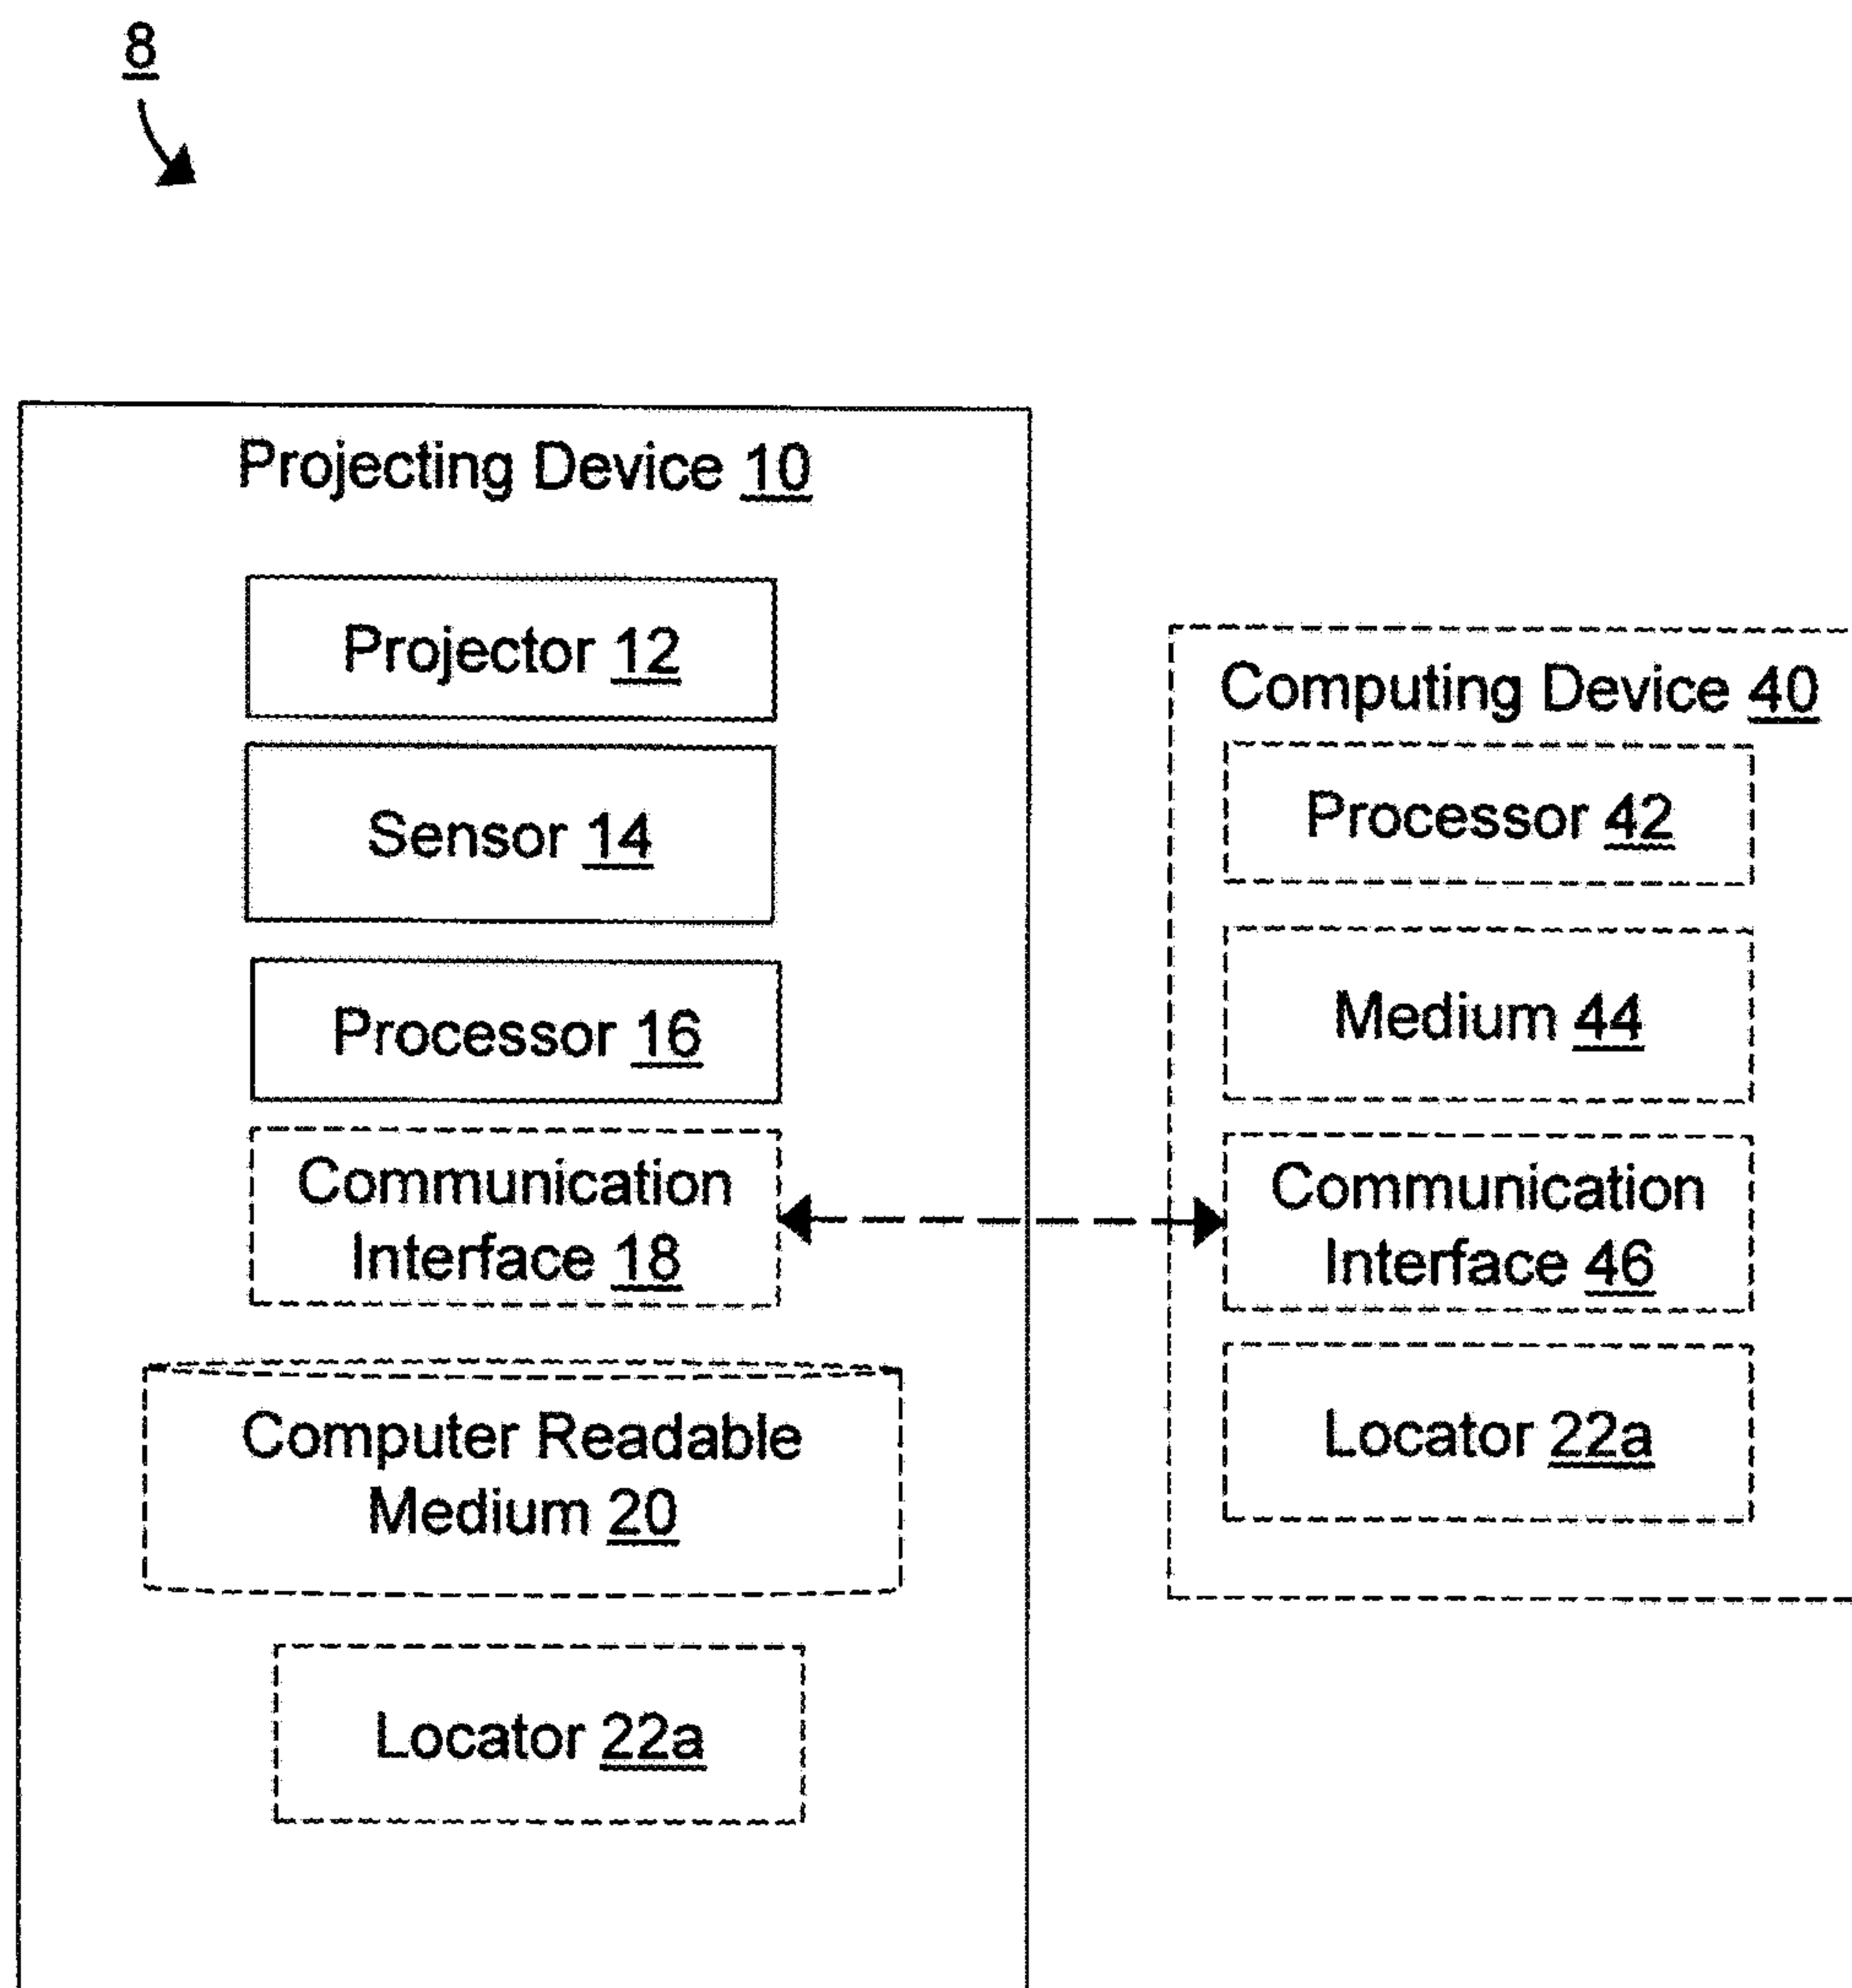 8
Projecting Device 10
Projector 12
Sensor 14
Processor 16
Communication
Interface 18
Computer Readable
Medium 20
Locator 22a
Computing Device 40
Processor 42
Medium 44
Communication
Interface 46
Locator 22a